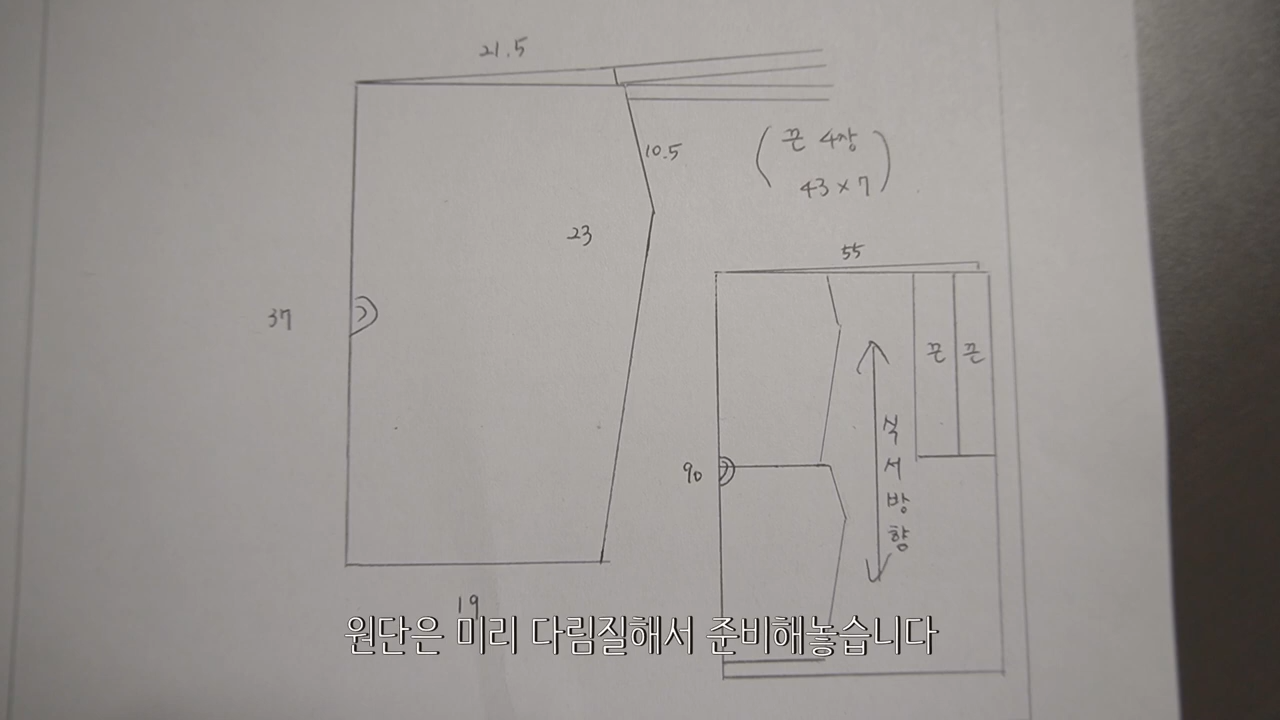 21.5
10.5
끈 4장
43 × 7
23
37
19
55
끈 끈
90
식서방향
원단은 미리 다림질해서 준비해놓습니다